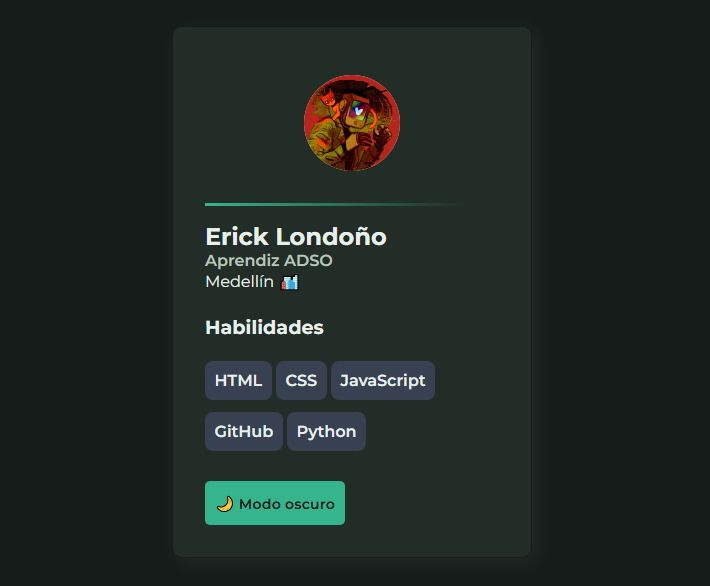 Erick Londoño
Aprendiz ADSO
Medellín 🏙️
Habilidades
HTML CSS JavaScript
GitHub Python
🌙 Modo oscuro